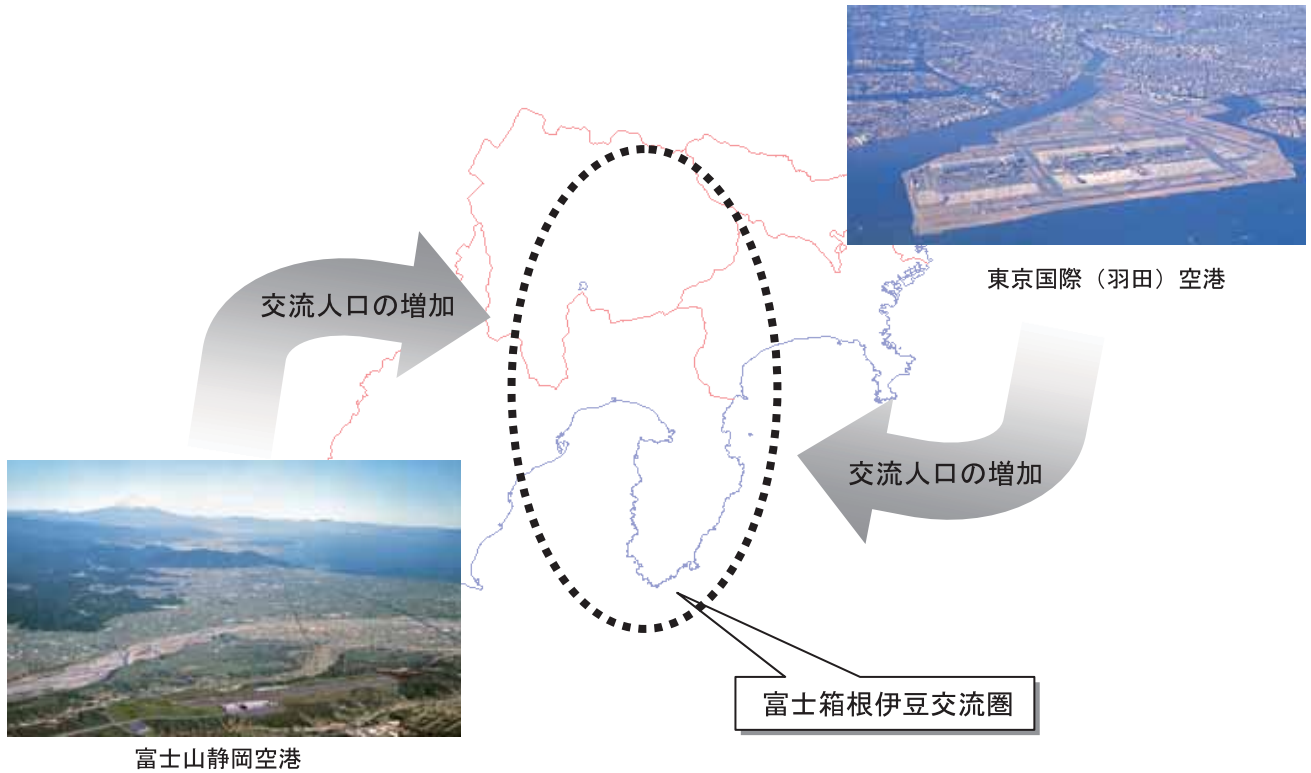 東京国際（羽田）空港
交流人口の増加
交流人口の増加
富士箱根伊豆交流圏
富士山静岡空港